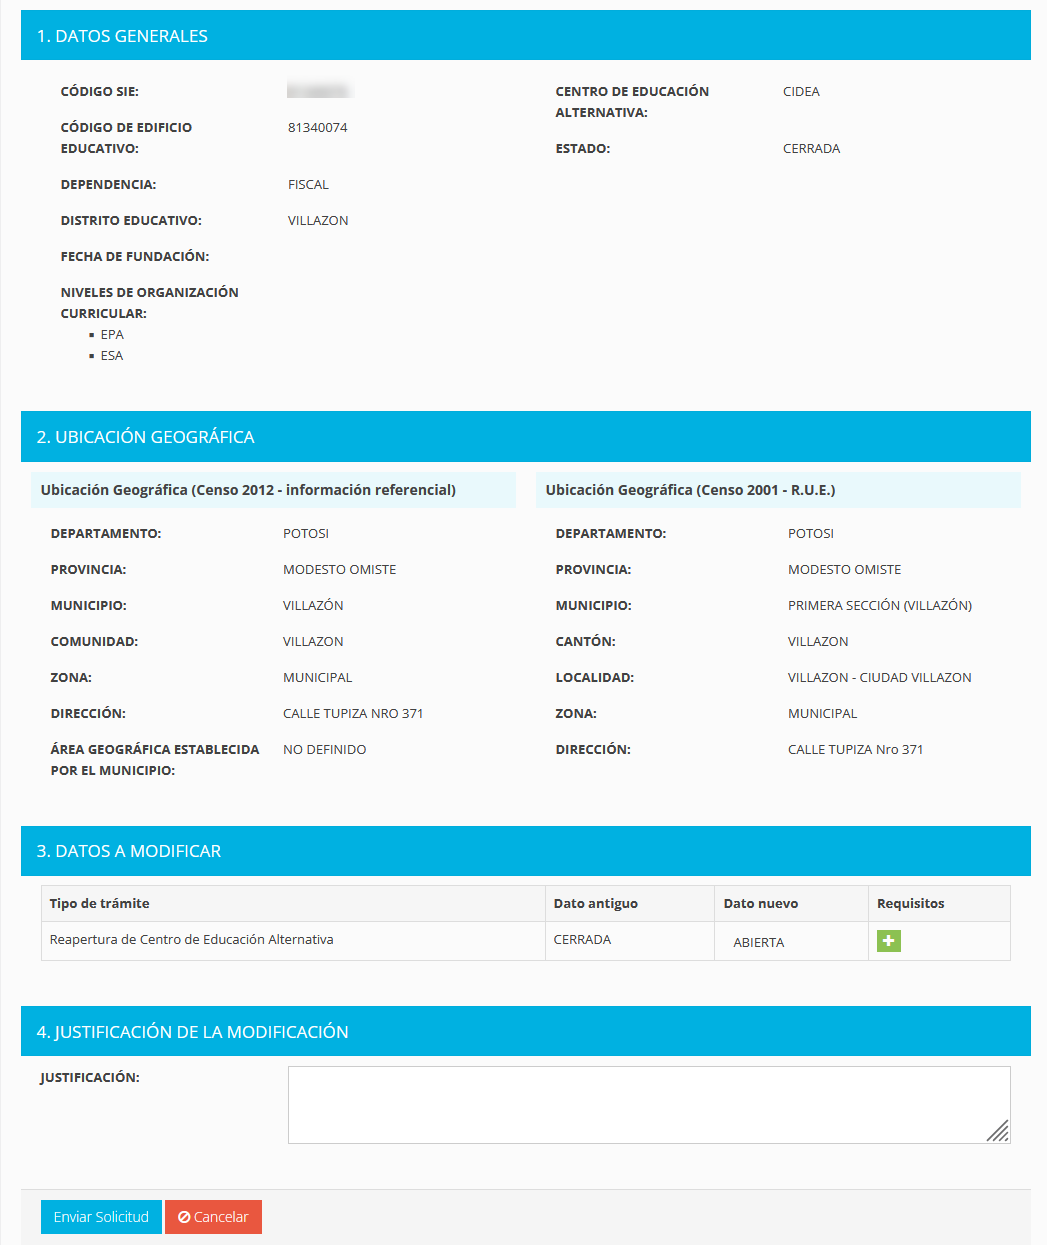 1. DATOS GENERALES
CÓDIGO SIE:
CÓDIGO DE EDIFICIO EDUCATIVO: 81340074
DEPENDENCIA: FISCAL
DISTRITO EDUCATIVO: VILLAZON
FECHA DE FUNDACIÓN:
NIVELES DE ORGANIZACIÓN CURRICULAR:
EPA
ESA
CENTRO DE EDUCACIÓN ALTERNATIVA: CIDEA
ESTADO: CERRADA
2. UBICACIÓN GEOGRÁFICA
Ubicación Geográfica (Censo 2012 - información referencial)
DEPARTAMENTO: POTOSI
PROVINCIA: MODESTO OMISTE
MUNICIPIO: VILLAZÓN
COMUNIDAD: VILLAZON
ZONA: MUNICIPAL
DIRECCIÓN: CALLE TUPIZA NRO 371
ÁREA GEOGRÁFICA ESTABLECIDA POR EL MUNICIPIO: NO DEFINIDO
Ubicación Geográfica (Censo 2001 - R.U.E.)
DEPARTAMENTO: POTOSI
PROVINCIA: MODESTO OMISTE
MUNICIPIO: PRIMERA SECCIÓN (VILLAZÓN)
CANTÓN: VILLAZON
LOCALIDAD: VILLAZON - CIUDAD VILLAZON
ZONA: MUNICIPAL
DIRECCIÓN: CALLE TUPIZA Nro 371
3. DATOS A MODIFICAR
Tipo de trámite Dato antiguo Dato nuevo Requisitos
Reapertura de Centro de Educación Alternativa CERRADA ABIERTA
4. JUSTIFICACIÓN DE LA MODIFICACIÓN
JUSTIFICACIÓN:
Enviar Solicitud Cancelar